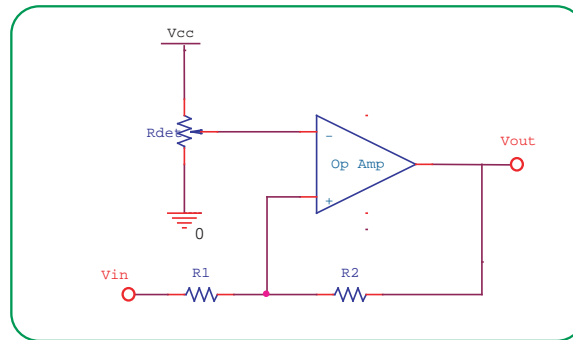 Vcc
Rdet
-
Op Amp
+
Vout
0
Vin
R1
R2